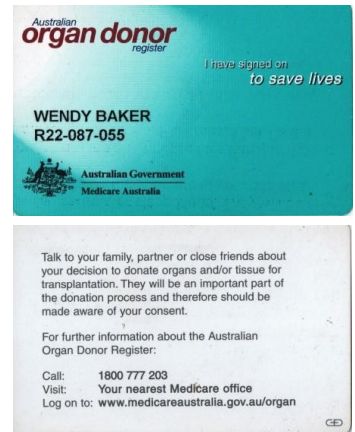 Australian
organ donor
register
I have signed on
to save lives
WENDY BAKER
R22-087-055
Australian Government
Medicare Australia
Talk to your family, partner or close friends about
your decision to donate organs and/or tissue for
transplantation. They will be an important part of
the donation process and therefore should be
made aware of your consent.
For further information about the Australian
Organ Donor Register:
Call: 1800 777 203
Visit: Your nearest Medicare office
Log on to: www.medicareaustralia.gov.au/organ